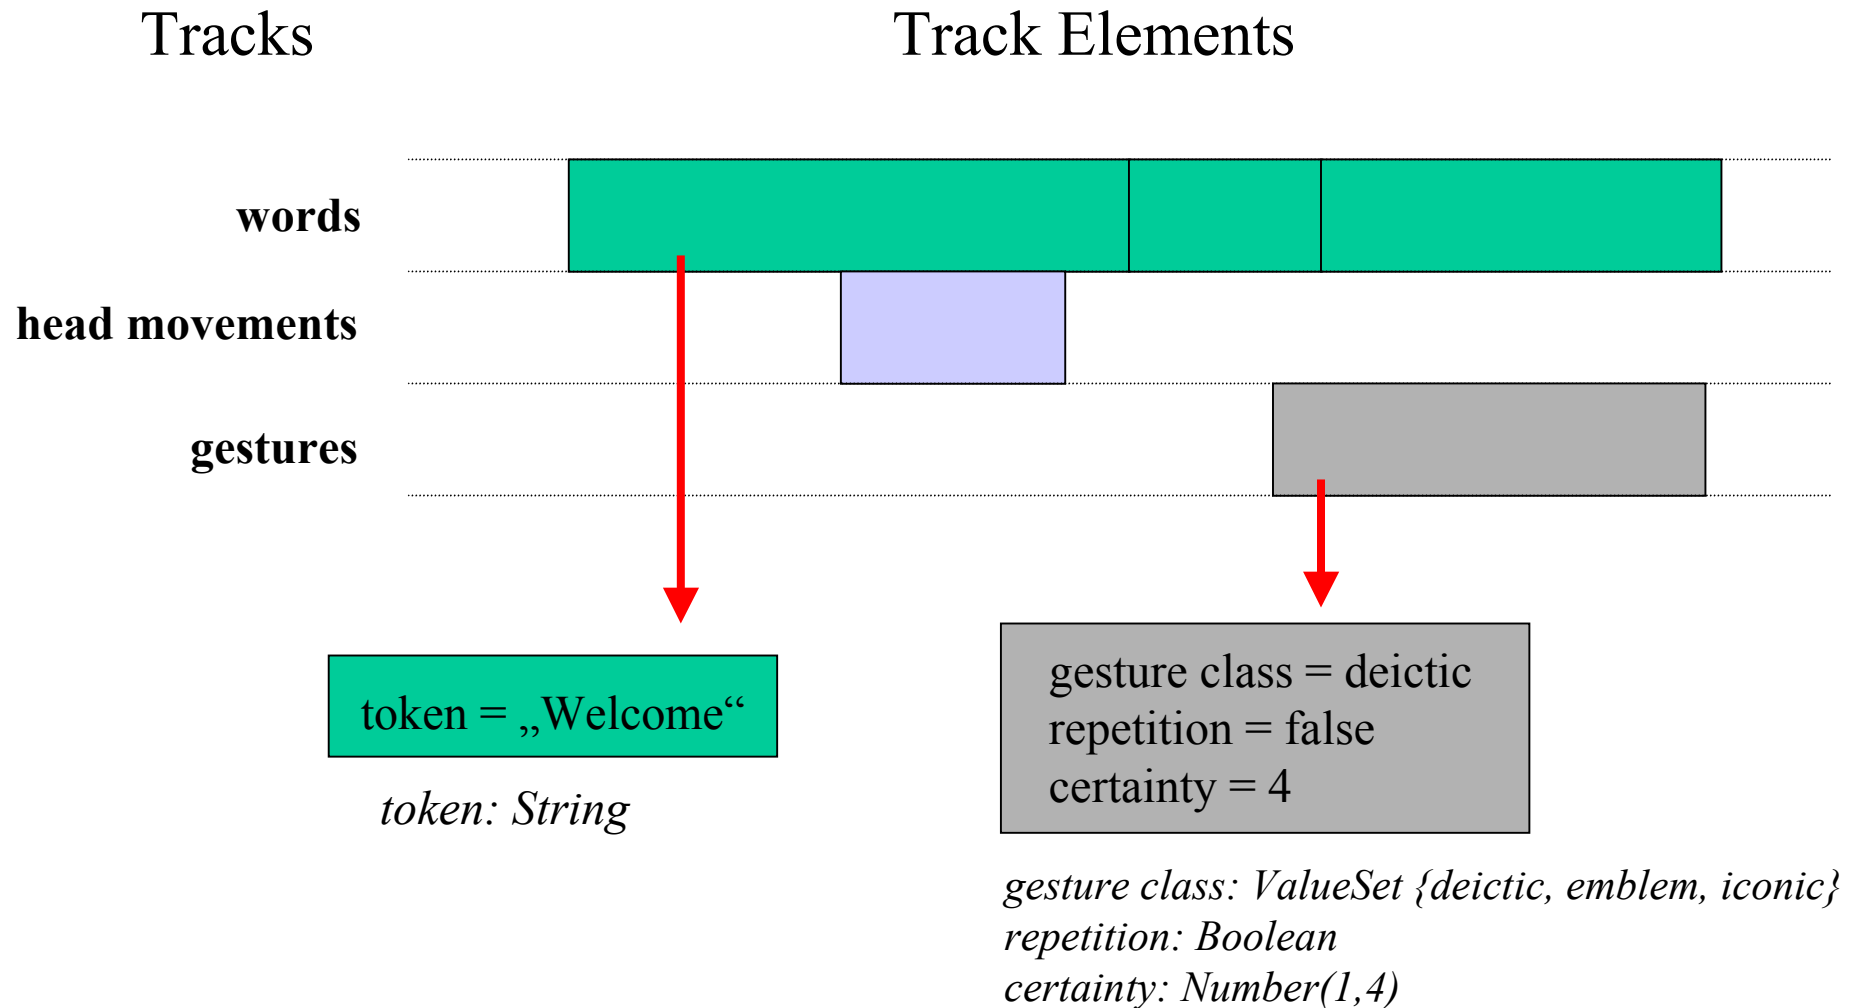 Tracks
Track Elements
words
head movements
gestures
token = „Welcome“
token: String
gesture class = deictic
repetition = false
certainty = 4
gesture class: ValueSet {deictic, emblem, iconic}
repetition: Boolean
certainty: Number(1,4)